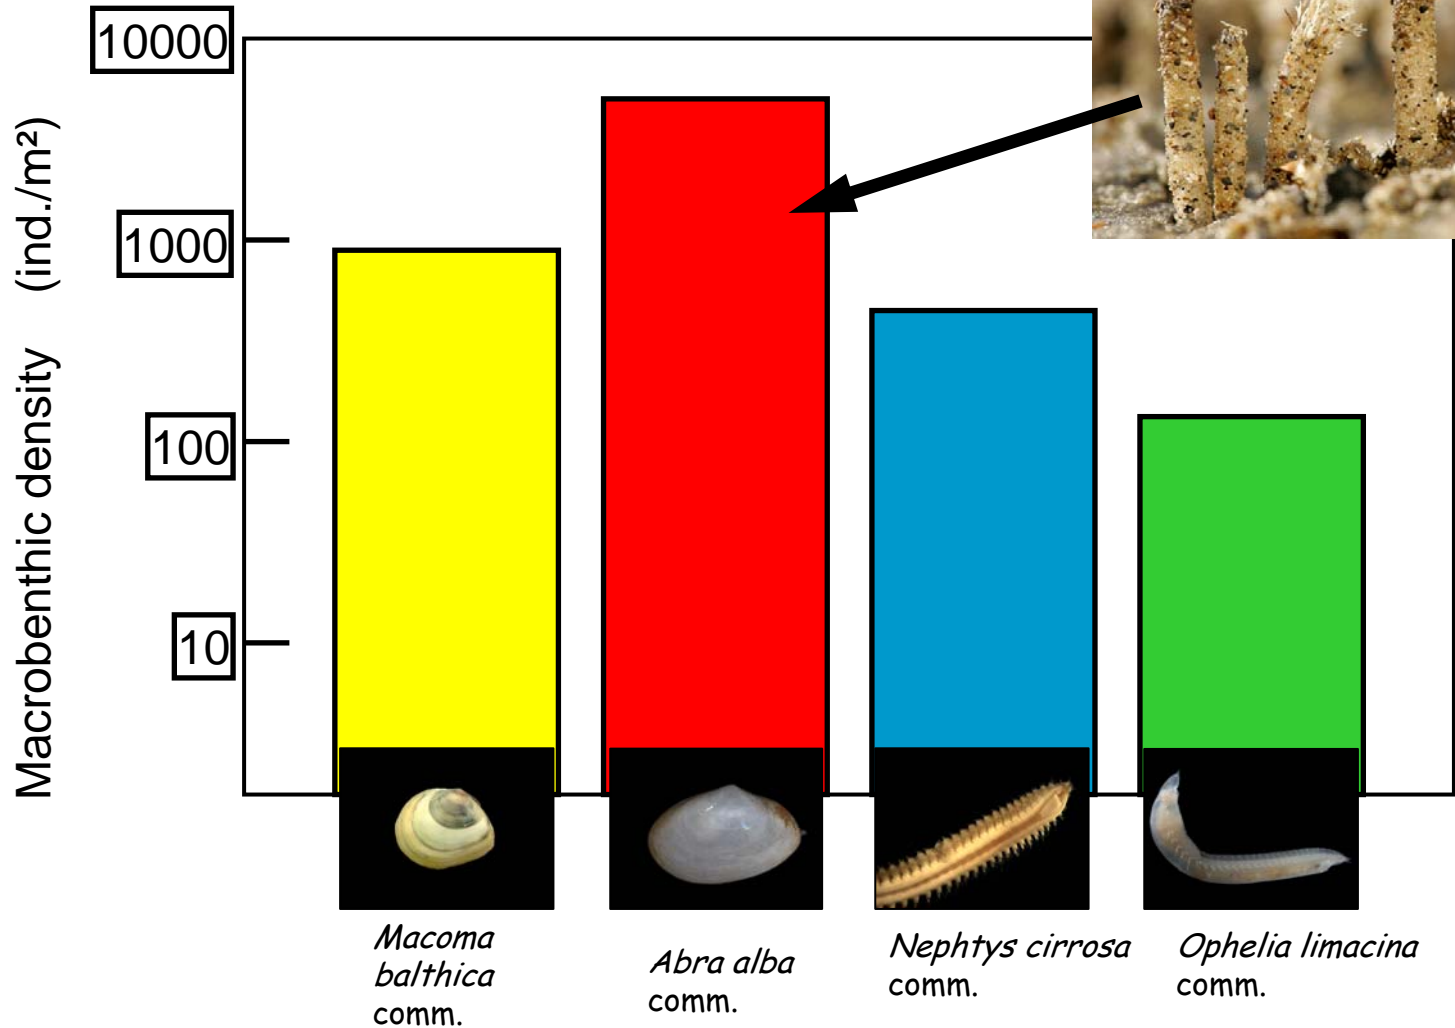 10000
1000
100
10
Macrobenthic density (ind./m²)
Macoma
balthica
comm.
Abra alba
comm.
Nephtys cirrosa
comm.
Ophelia limacina
comm.